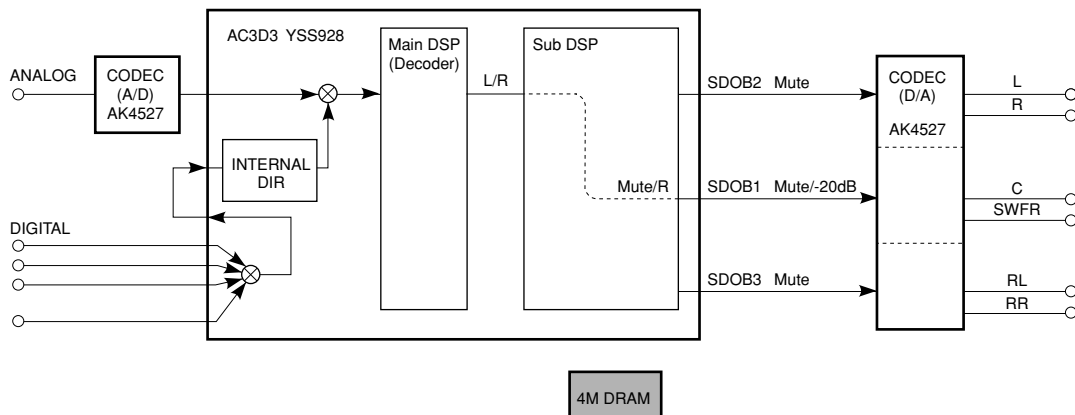 AC3D3 YSS928
ANALOG
CODEC
(A/D)
AK4527
Main DSP
(Decoder)
L/R
Sub DSP
SDOB2 Mute
CODEC
(D/A)
AK4527
L
R
INTERNAL
DIR
Mute/R
SDOB1 Mute/-20dB
C
SWFR
DIGITAL
SDOB3 Mute
RL
RR
4M DRAM